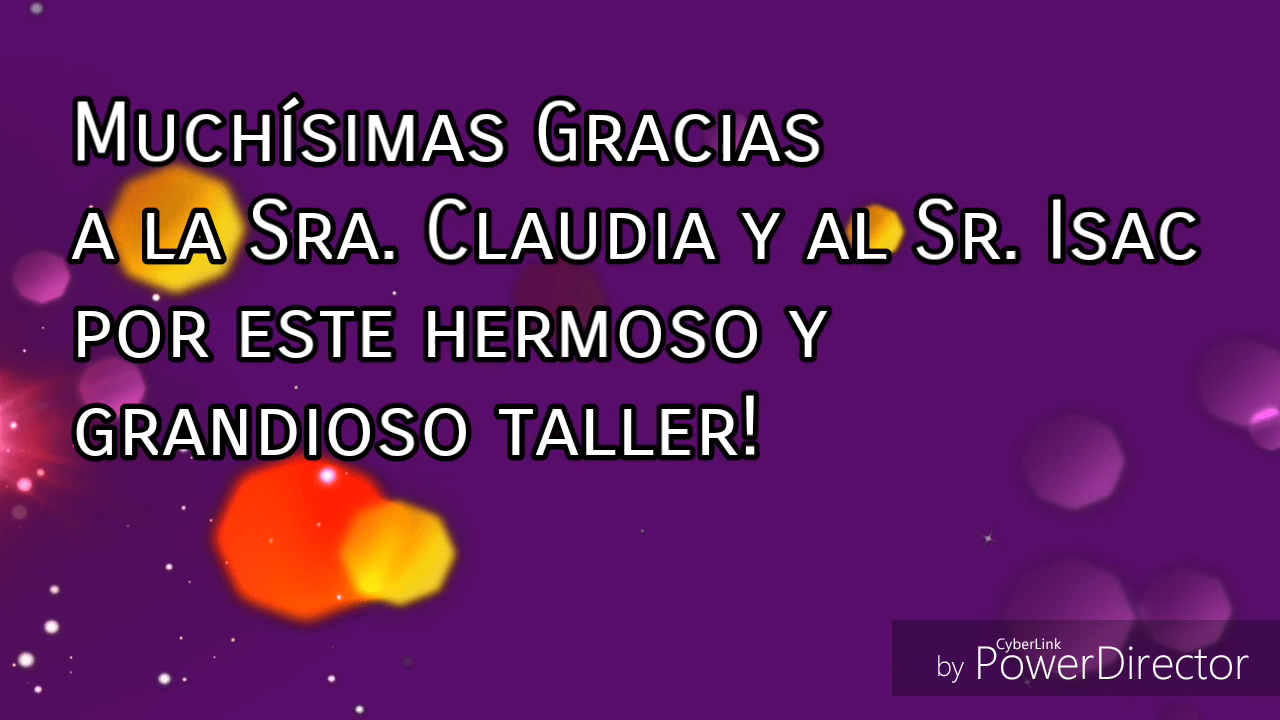 Muchísimas Gracias
a la Sra. Claudia y al Sr. Isac
por este hermoso y
grandioso taller!
CyberLink
by PowerDirector